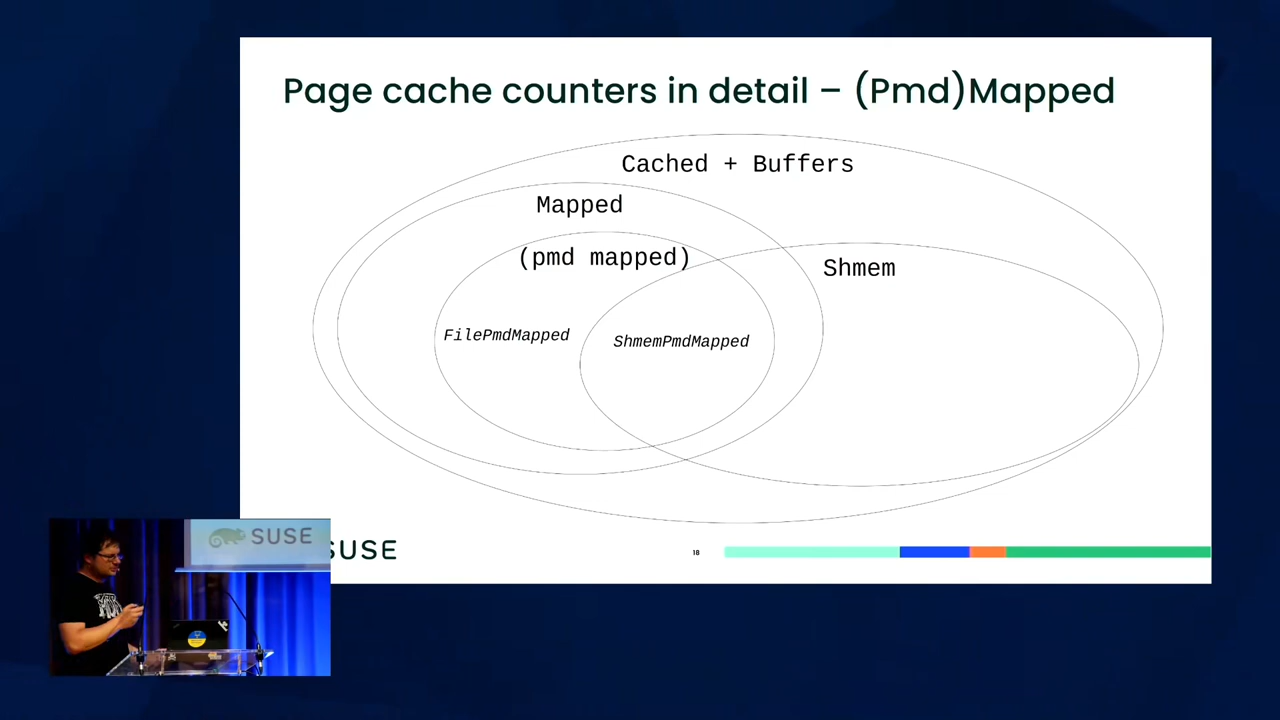 Page cache counters in detail – (Pmd)Mapped
Cached + Buffers
Mapped
(pmd mapped)
Shmem
FilePmdMapped
ShmemPmdMapped
SUSE
SUSE
18